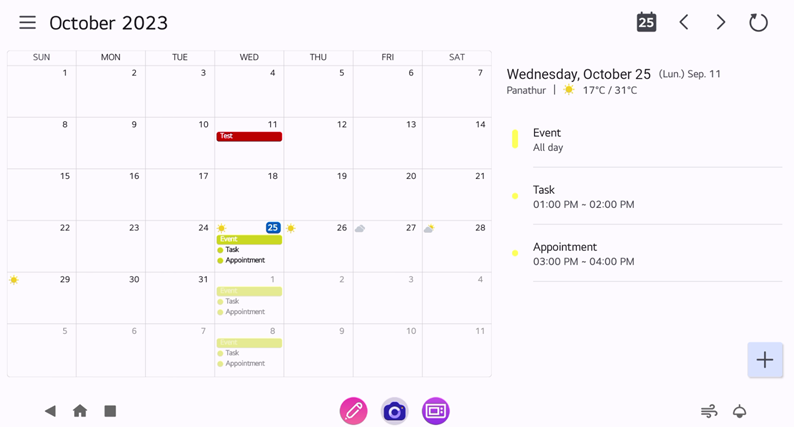 October 2023
25
SUN MON TUE WED THU FRI SAT
1 2 3 4 5 6 7
8 9 10 11 12 13 14
Test
15 16 17 18 19 20 21
22 23 24 25 26 27 28
Event
Task
Appointment
29 30 31 1 2 3 4
Event
Task
Appointment
5 6 7 8 9 10 11
Event
Task
Appointment
Wednesday, October 25 (Lun.) Sep. 11
Panathur | 17°C / 31°C
Event
All day
Task
01:00 PM ~ 02:00 PM
Appointment
03:00 PM ~ 04:00 PM